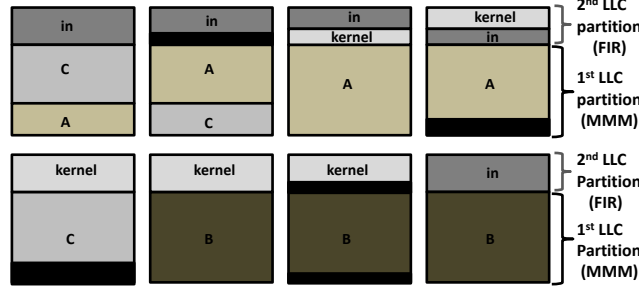 in
C
A
in
A
C
in
kernel
A
kernel
in
A
2nd LLC
partition
(FIR)
1st LLC
partition
(MMM)
kernel
C
kernel
B
kernel
B
in
B
2nd LLC
Partition
(FIR)
1st LLC
Partition
(MMM)